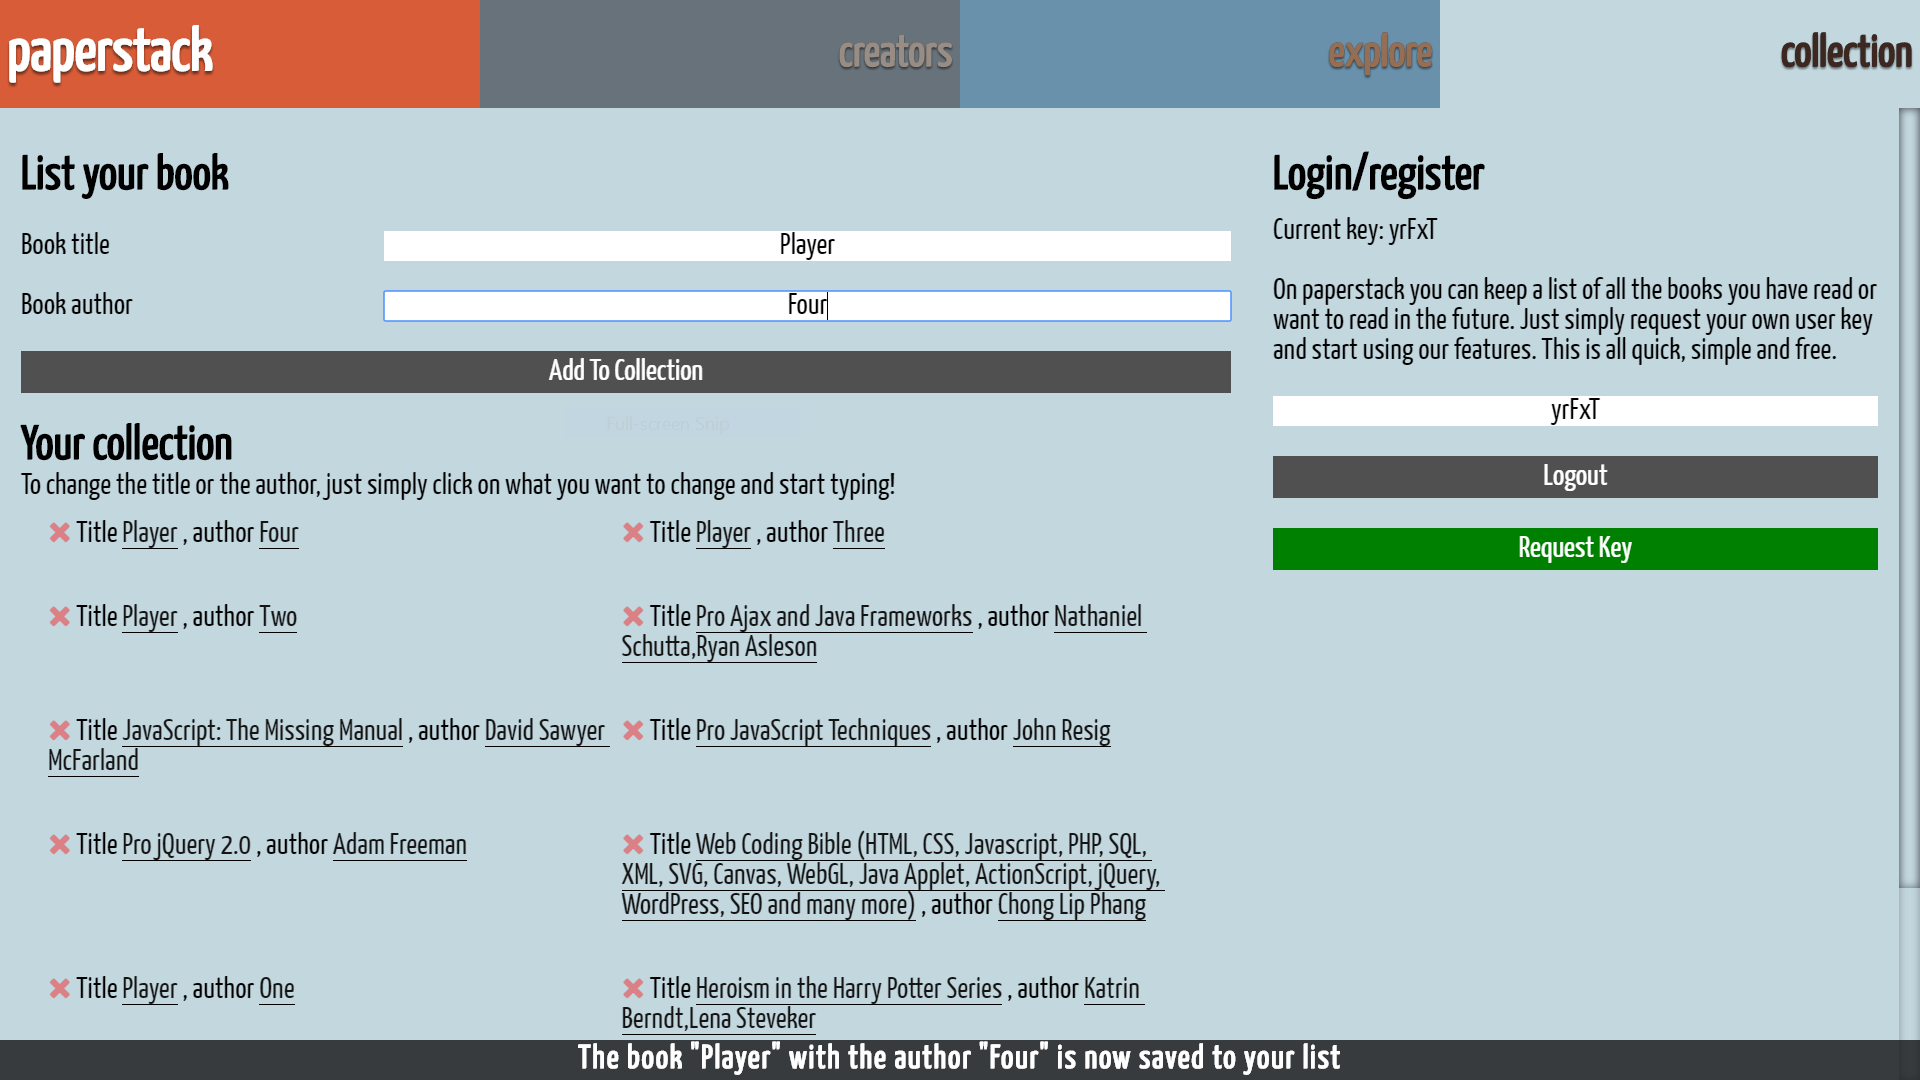 paperstack
creators
explore
collection
List your book
Book title
Player
Book author
Four
Add To Collection
Full-screen Snip
Your collection
To change the title or the author, just simply click on what you want to change and start typing!
Title Player , author Four
Title Player , author Three
Title Player , author Two
Title Pro Ajax and Java Frameworks , author Nathaniel
Schutta,Ryan Asleson
Title JavaScript: The Missing Manual , author David Sawyer
McFarland
Title Pro JavaScript Techniques , author John Resig
Title Pro jQuery 2.0 , author Adam Freeman
Title Web Coding Bible (HTML, CSS, Javascript, PHP, SQL,
XML, SVG, Canvas, WebGL, Java Applet, ActionScript, jQuery,
WordPress, SEO and many more) , author Chong Lip Phang
Title Player , author One
Title Heroism in the Harry Potter Series , author Katrin
Berndt,Lena Steveker
Login/register
Current key: yrFxT
On paperstack you can keep a list of all the books you have read or
want to read in the future. Just simply request your own user key
and start using our features. This is all quick, simple and free.
yrFxT
Logout
Request Key
The book "Player" with the author "Four" is now saved to your list